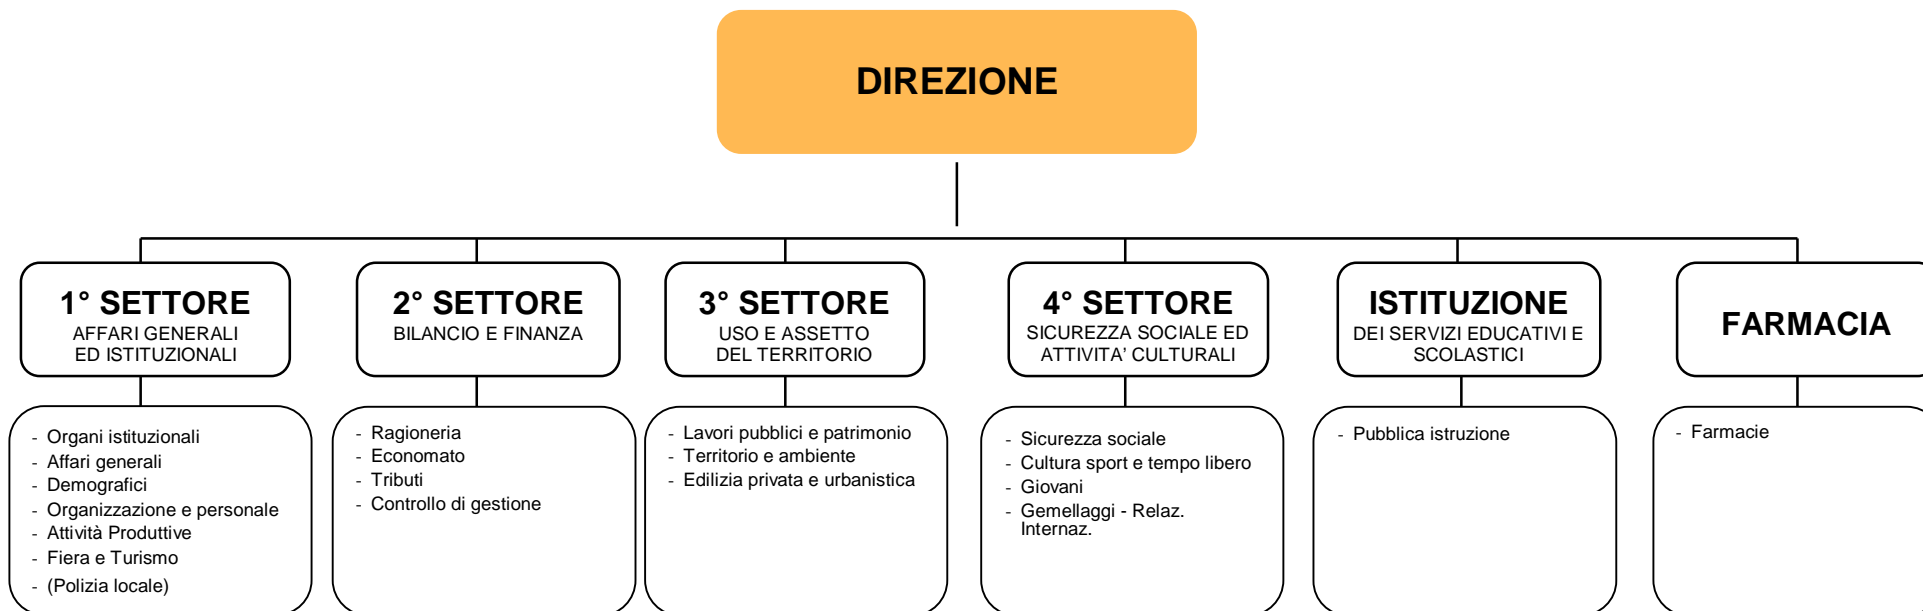 DIREZIONE
1° SETTORE
AFFARI GENERALI
ED ISTITUZIONALI
2° SETTORE
BILANCIO E FINANZA
3° SETTORE
USO E ASSETTO
DEL TERRITORIO
4° SETTORE
SICUREZZA SOCIALE ED
ATTIVITA’ CULTURALI
ISTITUZIONE
DEI SERVIZI EDUCATIVI E
SCOLASTICI
FARMACIA
- Organi istituzionali
- Affari generali
- Demografici
- Organizzazione e personale
- Attività Produttive
- Fiera e Turismo
- (Polizia locale)
- Ragioneria
- Economato
- Tributi
- Controllo di gestione
- Lavori pubblici e patrimonio
- Territorio e ambiente
- Edilizia privata e urbanistica
- Sicurezza sociale
- Cultura sport e tempo libero
- Giovani
- Gemellaggi - Relaz.
Internaz.
- Pubblica istruzione
- Farmacie